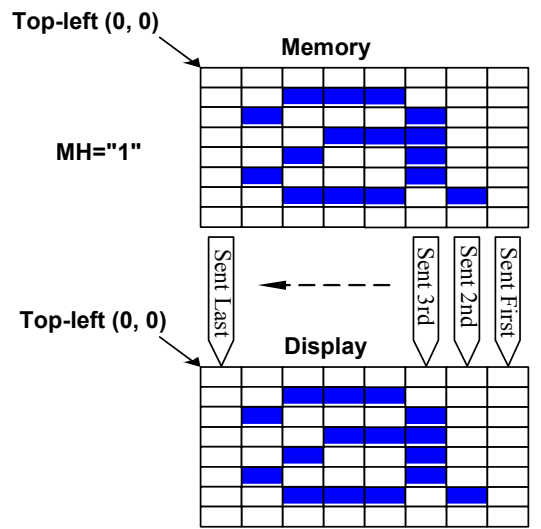 Top-left (0, 0)
Memory
MH="1"
Sent Last
Sent 3rd
Sent 2nd
Sent First
Top-left (0, 0)
Display